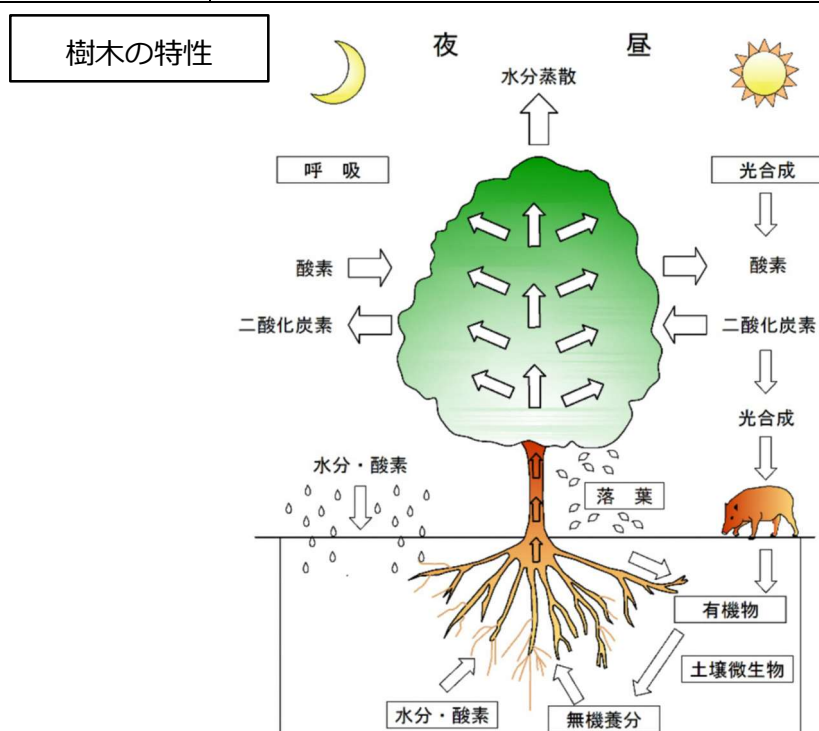 樹木の特性
夜
昼
水分蒸散
呼 吸
光合成
酸素
酸素
二酸化炭素
二酸化炭素
光合成
水分・酸素
落 葉
有機物
土壌微生物
水分・酸素
無機養分